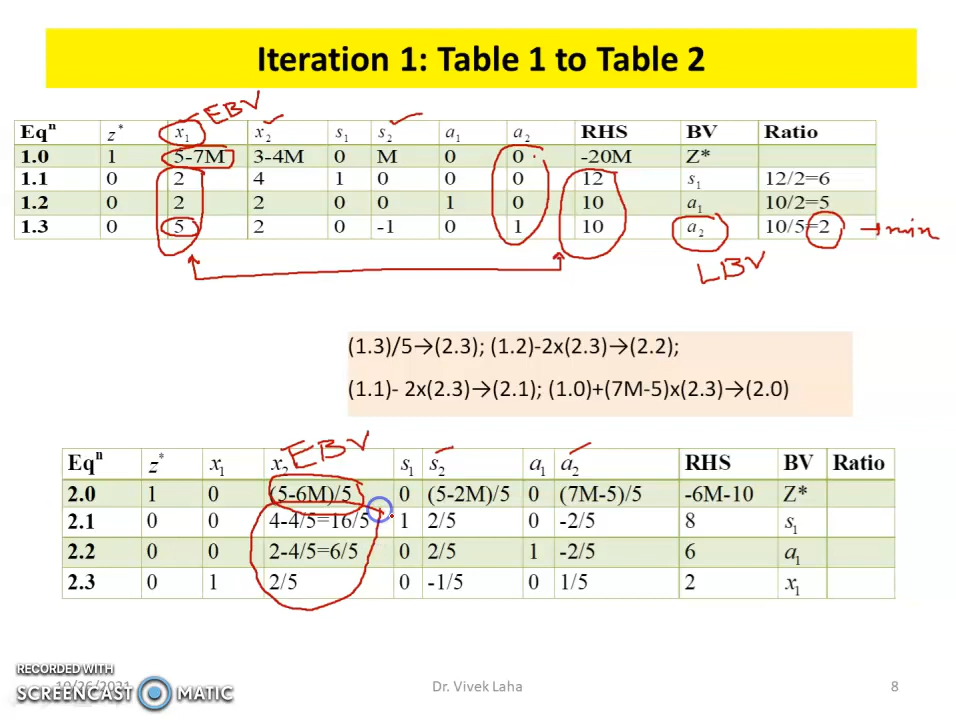 Iteration 1: Table 1 to Table 2
EBV
Eqⁿ z* x₁ x₂ s₁ s₂ a₁ a₂ RHS BV Ratio
1.0 1 5-7M 3-4M 0 M 0 0 -20M Z*
1.1 0 2 4 1 0 0 0 12 s₁ 12/2=6
1.2 0 2 2 0 0 1 0 10 a₁ 10/2=5
1.3 0 5 2 0 -1 0 1 10 a₂ 10/5=2 →min
LBV
(1.3)/5→(2.3); (1.2)-2x(2.3)→(2.2);
(1.1)- 2x(2.3)→(2.1); (1.0)+(7M-5)x(2.3)→(2.0)
EBV
Eqⁿ z* x₁ x₂ s₁ s₂ a₁ a₂ RHS BV Ratio
2.0 1 0 (5-6M)/5 0 (5-2M)/5 0 (7M-5)/5 -6M-10 Z*
2.1 0 0 4-4/5=16/5 1 2/5 0 -2/5 8 s₁
2.2 0 0 2-4/5=6/5 0 2/5 1 -2/5 6 a₁
2.3 0 1 2/5 0 -1/5 0 1/5 2 x₁
RECORDED WITH
SCREENCAST MATIC
10/26/2021 Dr. Vivek Laha 8